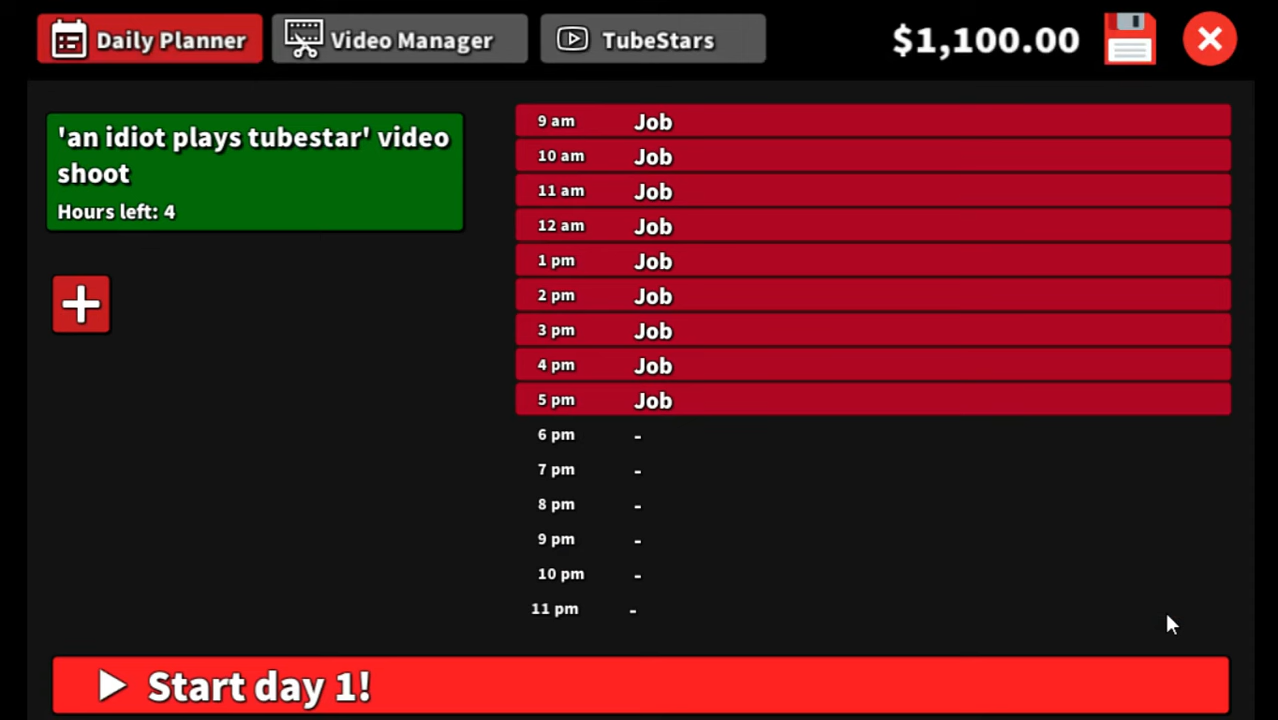 Daily Planner Video Manager TubeStars $1,100.00
'an idiot plays tubestar' video
shoot
Hours left: 4
9 am Job
10 am Job
11 am Job
12 am Job
1 pm Job
2 pm Job
3 pm Job
4 pm Job
5 pm Job
6 pm -
7 pm -
8 pm -
9 pm -
10 pm -
11 pm -
Start day 1!